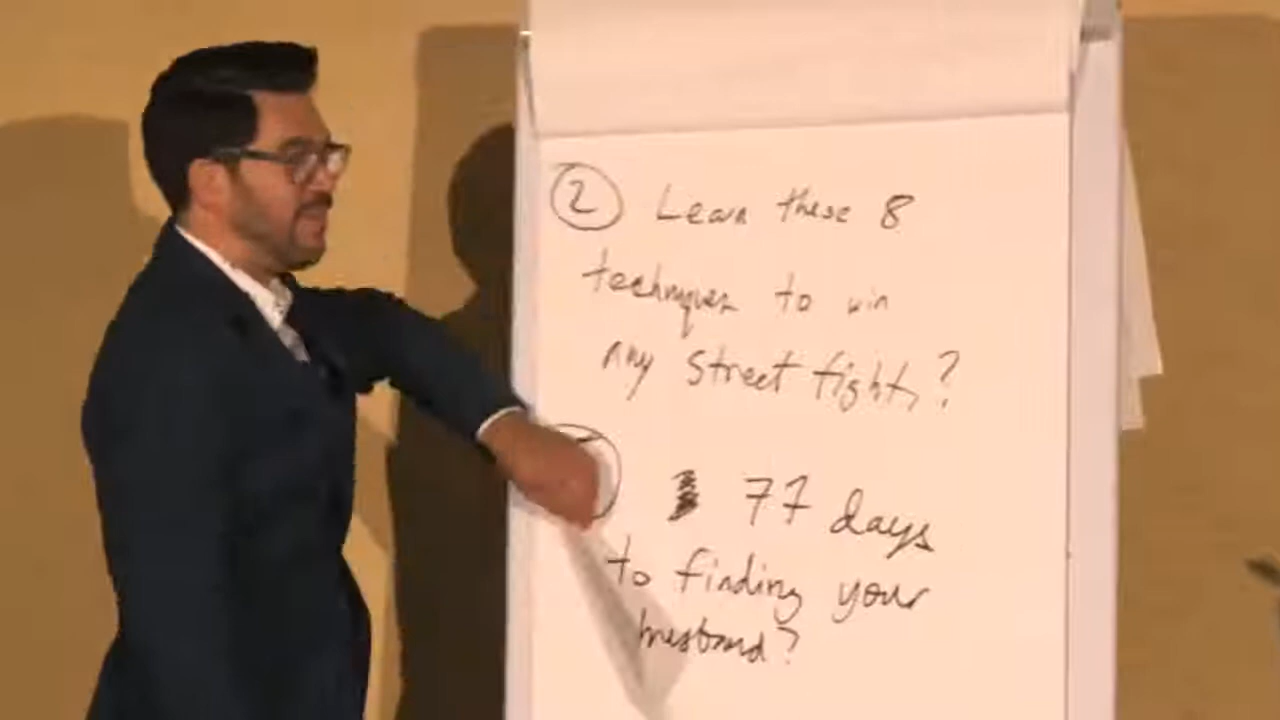 2 Learn these 8
techniques to win
any street fight,?
77 days
to finding your
husband?